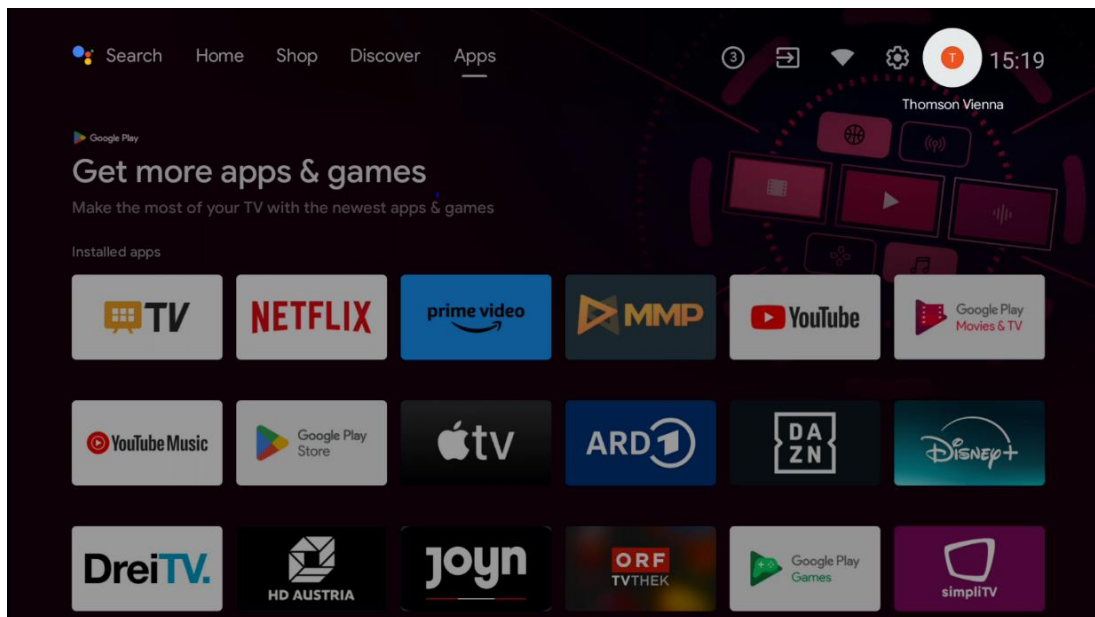 Search Home Shop Discover Apps 3 15:19
T
Thomson Vienna
Google Play
Get more apps & games
Make the most of your TV with the newest apps & games
Installed apps
TV NETFLIX prime video MMP YouTube Google Play Movies & TV
YouTube Music Google Play Store tv ARD 1 DAZN Disney+
DreiTV. HD AUSTRIA Joyn ORF TVTHEK Google Play Games simpliTV